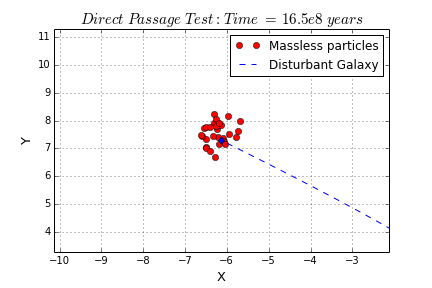 Direct Passage Test: Time = 16.5e8 years
Massless particles
Disturbant Galaxy
Y
11
10
9
8
7
6
5
4
−10 −9 −8 −7 −6 −5 −4 −3
X